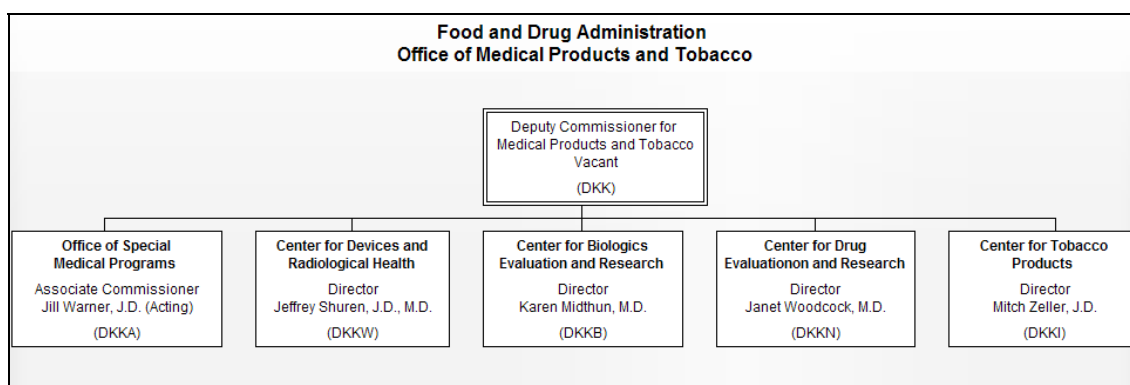 Food and Drug Administration
Office of Medical Products and Tobacco
Deputy Commissioner for
Medical Products and Tobacco
Vacant
(DKK)
Office of Special
Medical Programs
Associate Commissioner
Jill Warner, J.D. (Acting)
(DKKA)
Center for Devices and
Radiological Health
Director
Jeffrey Shuren, J.D., M.D.
(DKKW)
Center for Biologics
Evaluation and Research
Director
Karen Midthun, M.D.
(DKKB)
Center for Drug
Evaluationon and Research
Director
Janet Woodcock, M.D.
(DKKN)
Center for Tobacco
Products
Director
Mitch Zeller, J.D.
(DKKI)